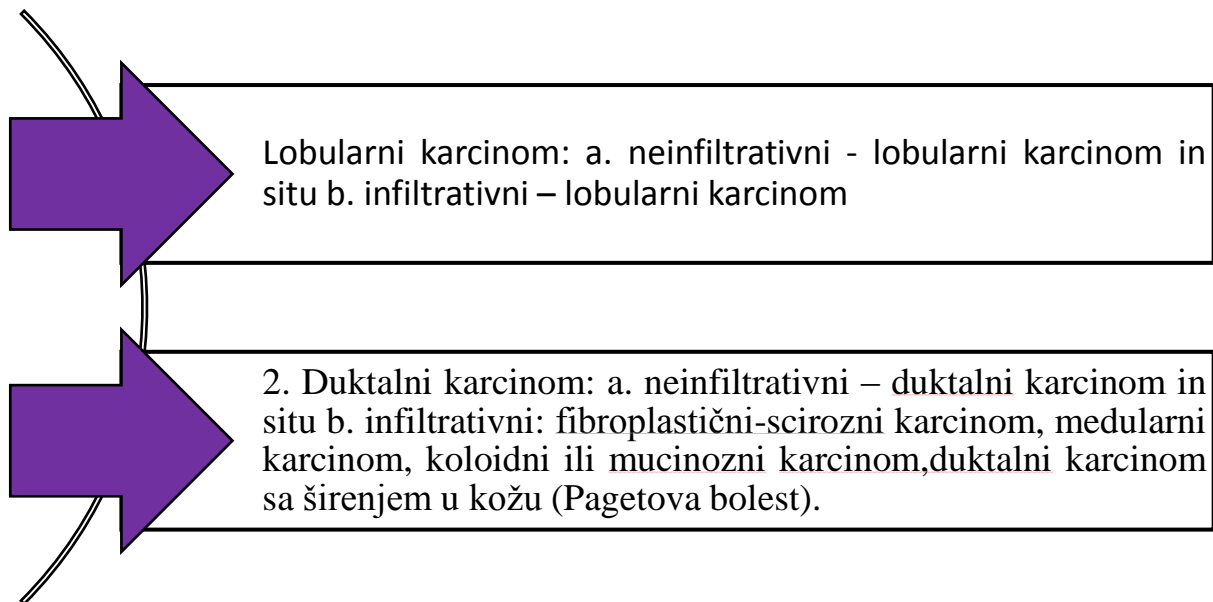 Lobularni karcinom: a. neinfiltrativni - lobularni karcinom in
situ b. infiltrativni – lobularni karcinom
2. Duktalni karcinom: a. neinfiltrativni – duktalni karcinom in
situ b. infiltrativni: fibroplastični-scirozni karcinom, medularni
karcinom, koloidni ili mucinozni karcinom,duktalni karcinom
sa širenjem u kožu (Pagetova bolest).